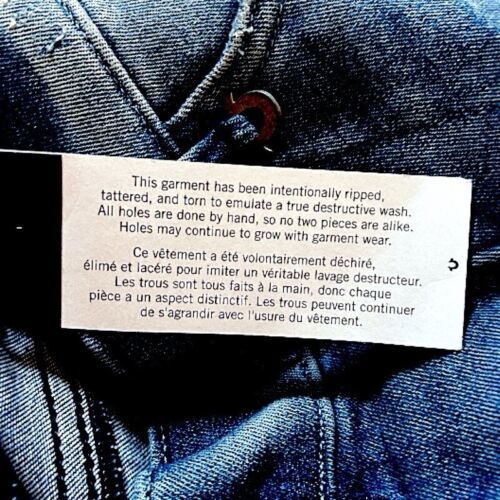 This garment has been intentionally ripped,
tattered, and torn to emulate a true destructive wash.
All holes are done by hand, so no two pieces are alike.
Holes may continue to grow with garment wear.
Ce vêtement a été volontairement déchiré,
élimé et lacéré pour imiter un véritable lavage destructeur.
Les trous sont tous faits à la main, donc chaque
pièce a un aspect distinctif. Les trous peuvent continuer
de s'agrandir avec l'usure du vêtement.